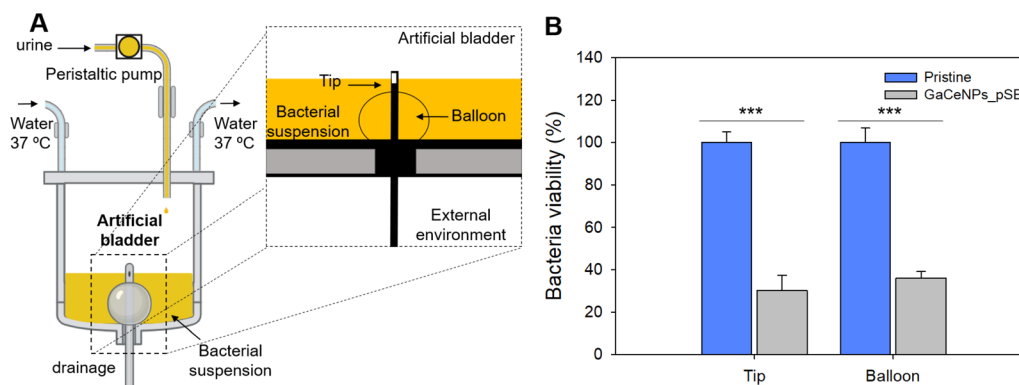 A
urine
Peristaltic pump
Water
37 ºC
Water
37 ºC
Artificial
bladder
Bacterial
suspension
drainage
Artificial bladder
Tip
Bacterial
suspension
Balloon
External
environment
B
Bacteria viability (%)
140
120
100
80
60
40
20
0
Pristine
GaCeNPs_pSB
***
***
Tip
Balloon